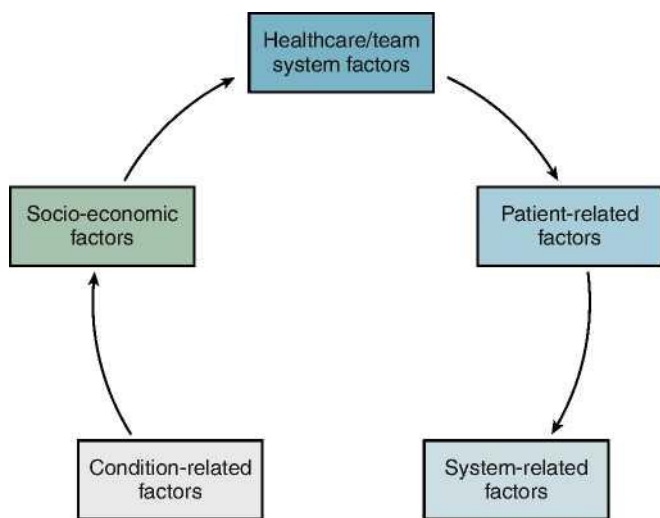 Healthcare/team
system factors
Socio-economic
factors
Patient-related
factors
Condition-related
factors
System-related
factors